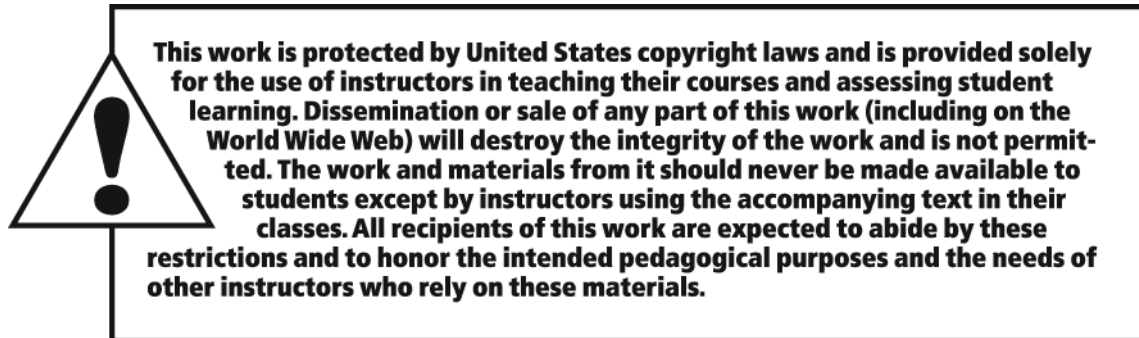 This work is protected by United States copyright laws and is provided solely
for the use of instructors in teaching their courses and assessing student
learning. Dissemination or sale of any part of this work (including on the
World Wide Web) will destroy the integrity of the work and is not permit-
ted. The work and materials from it should never be made available to
students except by instructors using the accompanying text in their
classes. All recipients of this work are expected to abide by these
restrictions and to honor the intended pedagogical purposes and the needs of
other instructors who rely on these materials.